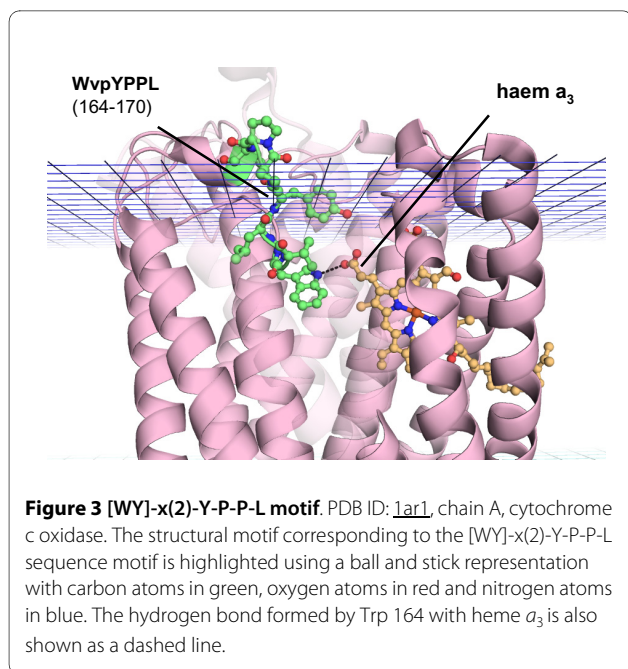 WvpYPPL
(164-170)
haem a3
Figure 3 [WY]-x(2)-Y-P-P-L motif. PDB ID: 1ar1, chain A, cytochrome
c oxidase. The structural motif corresponding to the [WY]-x(2)-Y-P-P-L
sequence motif is highlighted using a ball and stick representation
with carbon atoms in green, oxygen atoms in red and nitrogen atoms
in blue. The hydrogen bond formed by Trp 164 with heme a3 is also
shown as a dashed line.